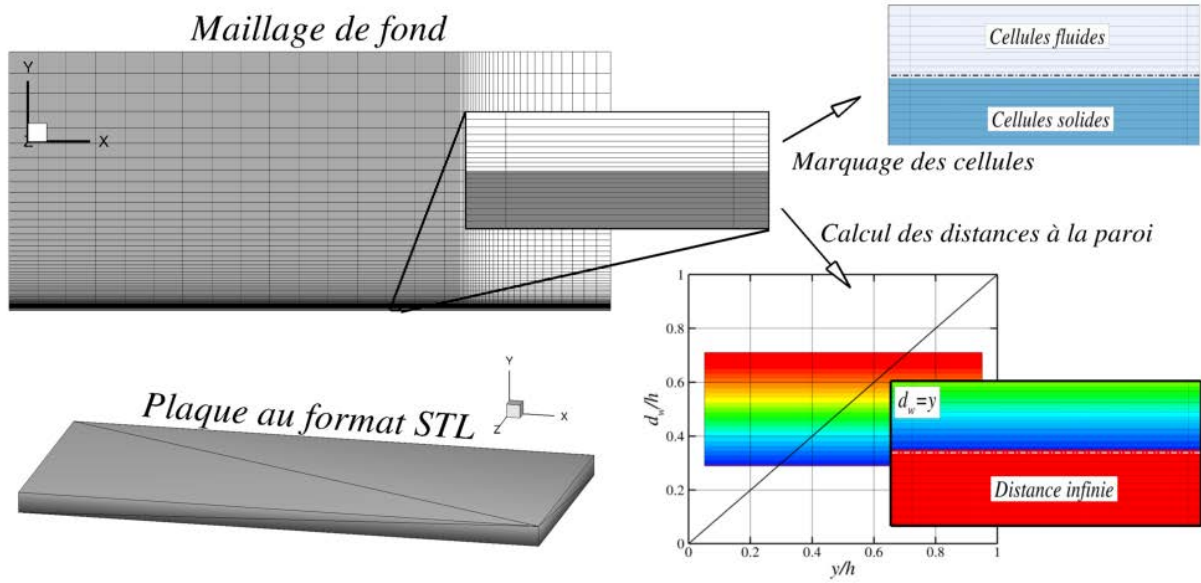 Maillage de fond
Y
X
Z
Cellules fluides
Cellules solides
Marquage des cellules
Calcul des distances à la paroi
Plaque au format STL
Y
X
Z
1
0.8
0.6
0.4
0.2
0
d_w/h
0
0.2
0.4
0.6
0.8
1
y/h
d_w=y
Distance infinie